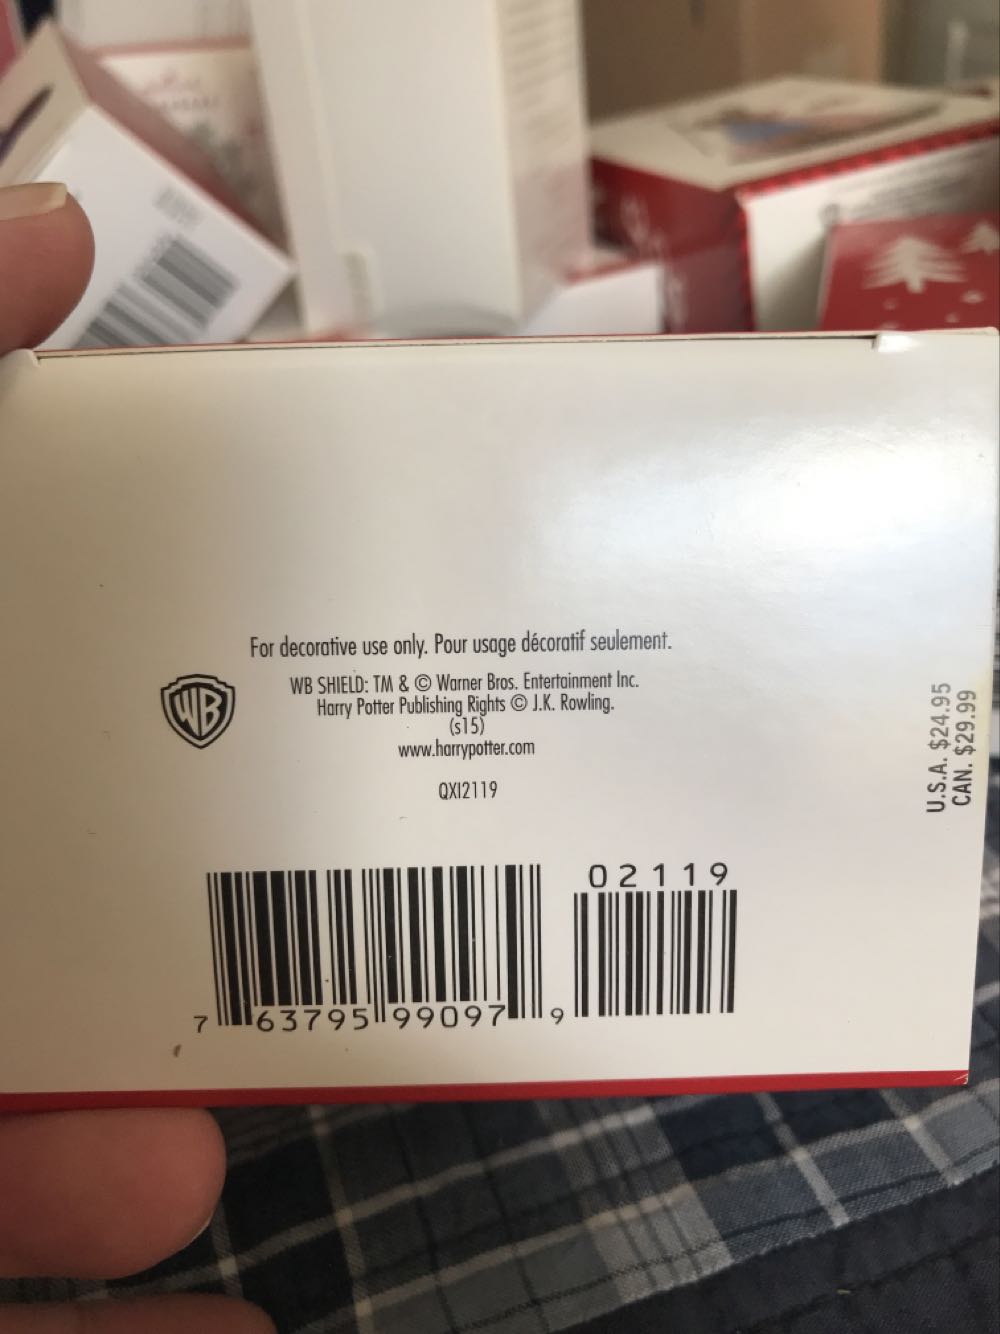 For decorative use only. Pour usage décoratif seulement.
WB
WB SHIELD: TM & © Warner Bros. Entertainment Inc.
Harry Potter Publishing Rights © J.K. Rowling.
(s15)
www.harrypotter.com
QXI2119
U.S.A. $24.95
CAN. $29.99
02119
7 63795 99097 9